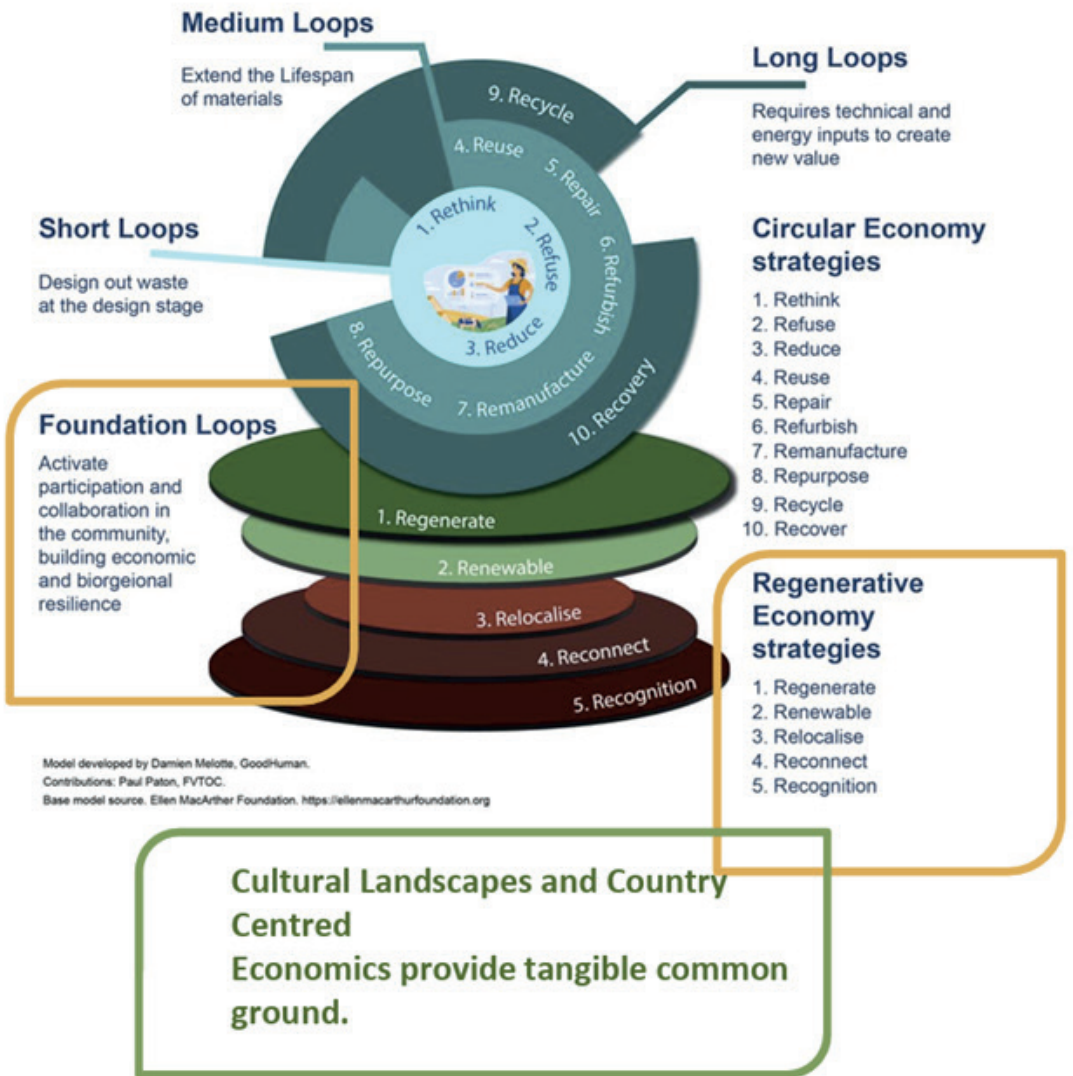 Medium Loops
Extend the Lifespan
of materials
Long Loops
Requires technical and
energy inputs to create
new value
9. Recycle
4. Reuse
5. Repair
1. Rethink
2. Refuse
6. Refurbish
3. Reduce
8. Repurpose
7. Remanufacture
10. Recovery
Short Loops
Design out waste
at the design stage
Circular Economy
strategies
1. Rethink
2. Refuse
3. Reduce
4. Reuse
5. Repair
6. Refurbish
7. Remanufacture
8. Repurpose
9. Recycle
10. Recover
Foundation Loops
Activate
participation and
collaboration in
the community,
building economic
and biorgeional
resilience
1. Regenerate
2. Renewable
3. Relocalise
4. Reconnect
5. Recognition
Regenerative
Economy
strategies
1. Regenerate
2. Renewable
3. Relocalise
4. Reconnect
5. Recognition
Model developed by Damien Melotte, GoodHuman.
Contributions: Paul Paton, FVTOC.
Base model source. Ellen MacArther Foundation. https://ellenmacarthurfoundation.org
Cultural Landscapes and Country
Centred
Economics provide tangible common
ground.